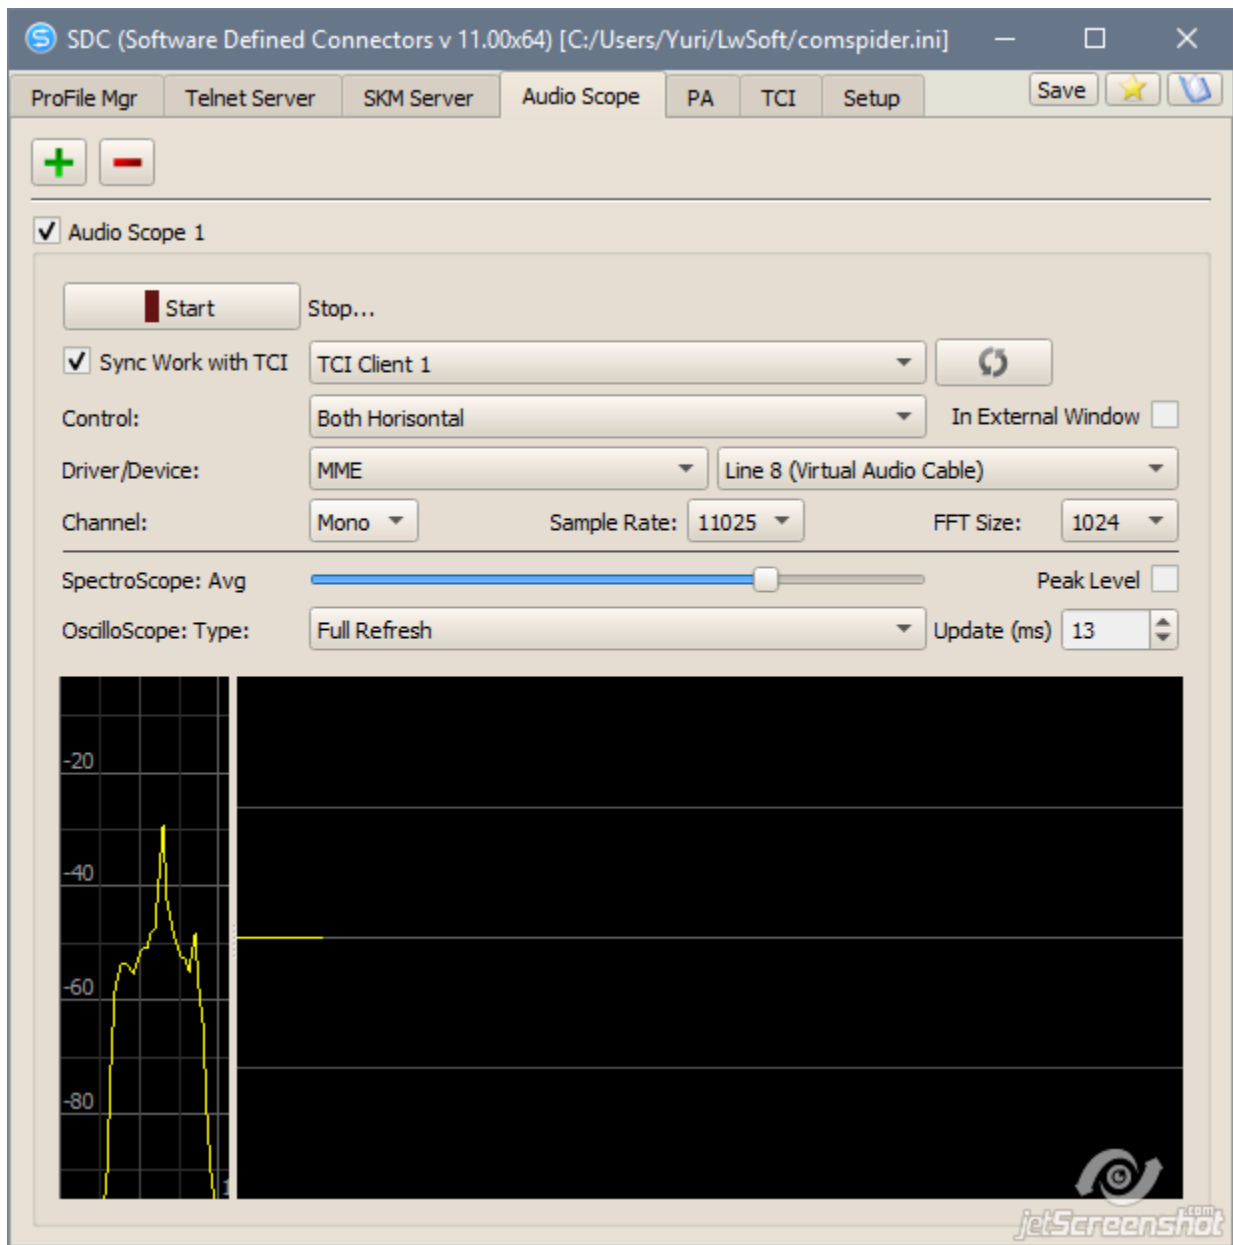 SDC (Software Defined Connectors v 11.00x64) [C:/Users/Yuri/LwSoft/comspider.ini]
ProFile Mgr Telnet Server SKM Server Audio Scope PA TCI Setup Save
Audio Scope 1
Start Stop...
Sync Work with TCI TCI Client 1
Control: Both Horisontal In External Window
Driver/Device: MME Line 8 (Virtual Audio Cable)
Channel: Mono Sample Rate: 11025 FFT Size: 1024
SpectroScope: Avg Peak Level
OscilloScope: Type: Full Refresh Update (ms) 13
-20
-40
-60
-80
jetScreenshot.com